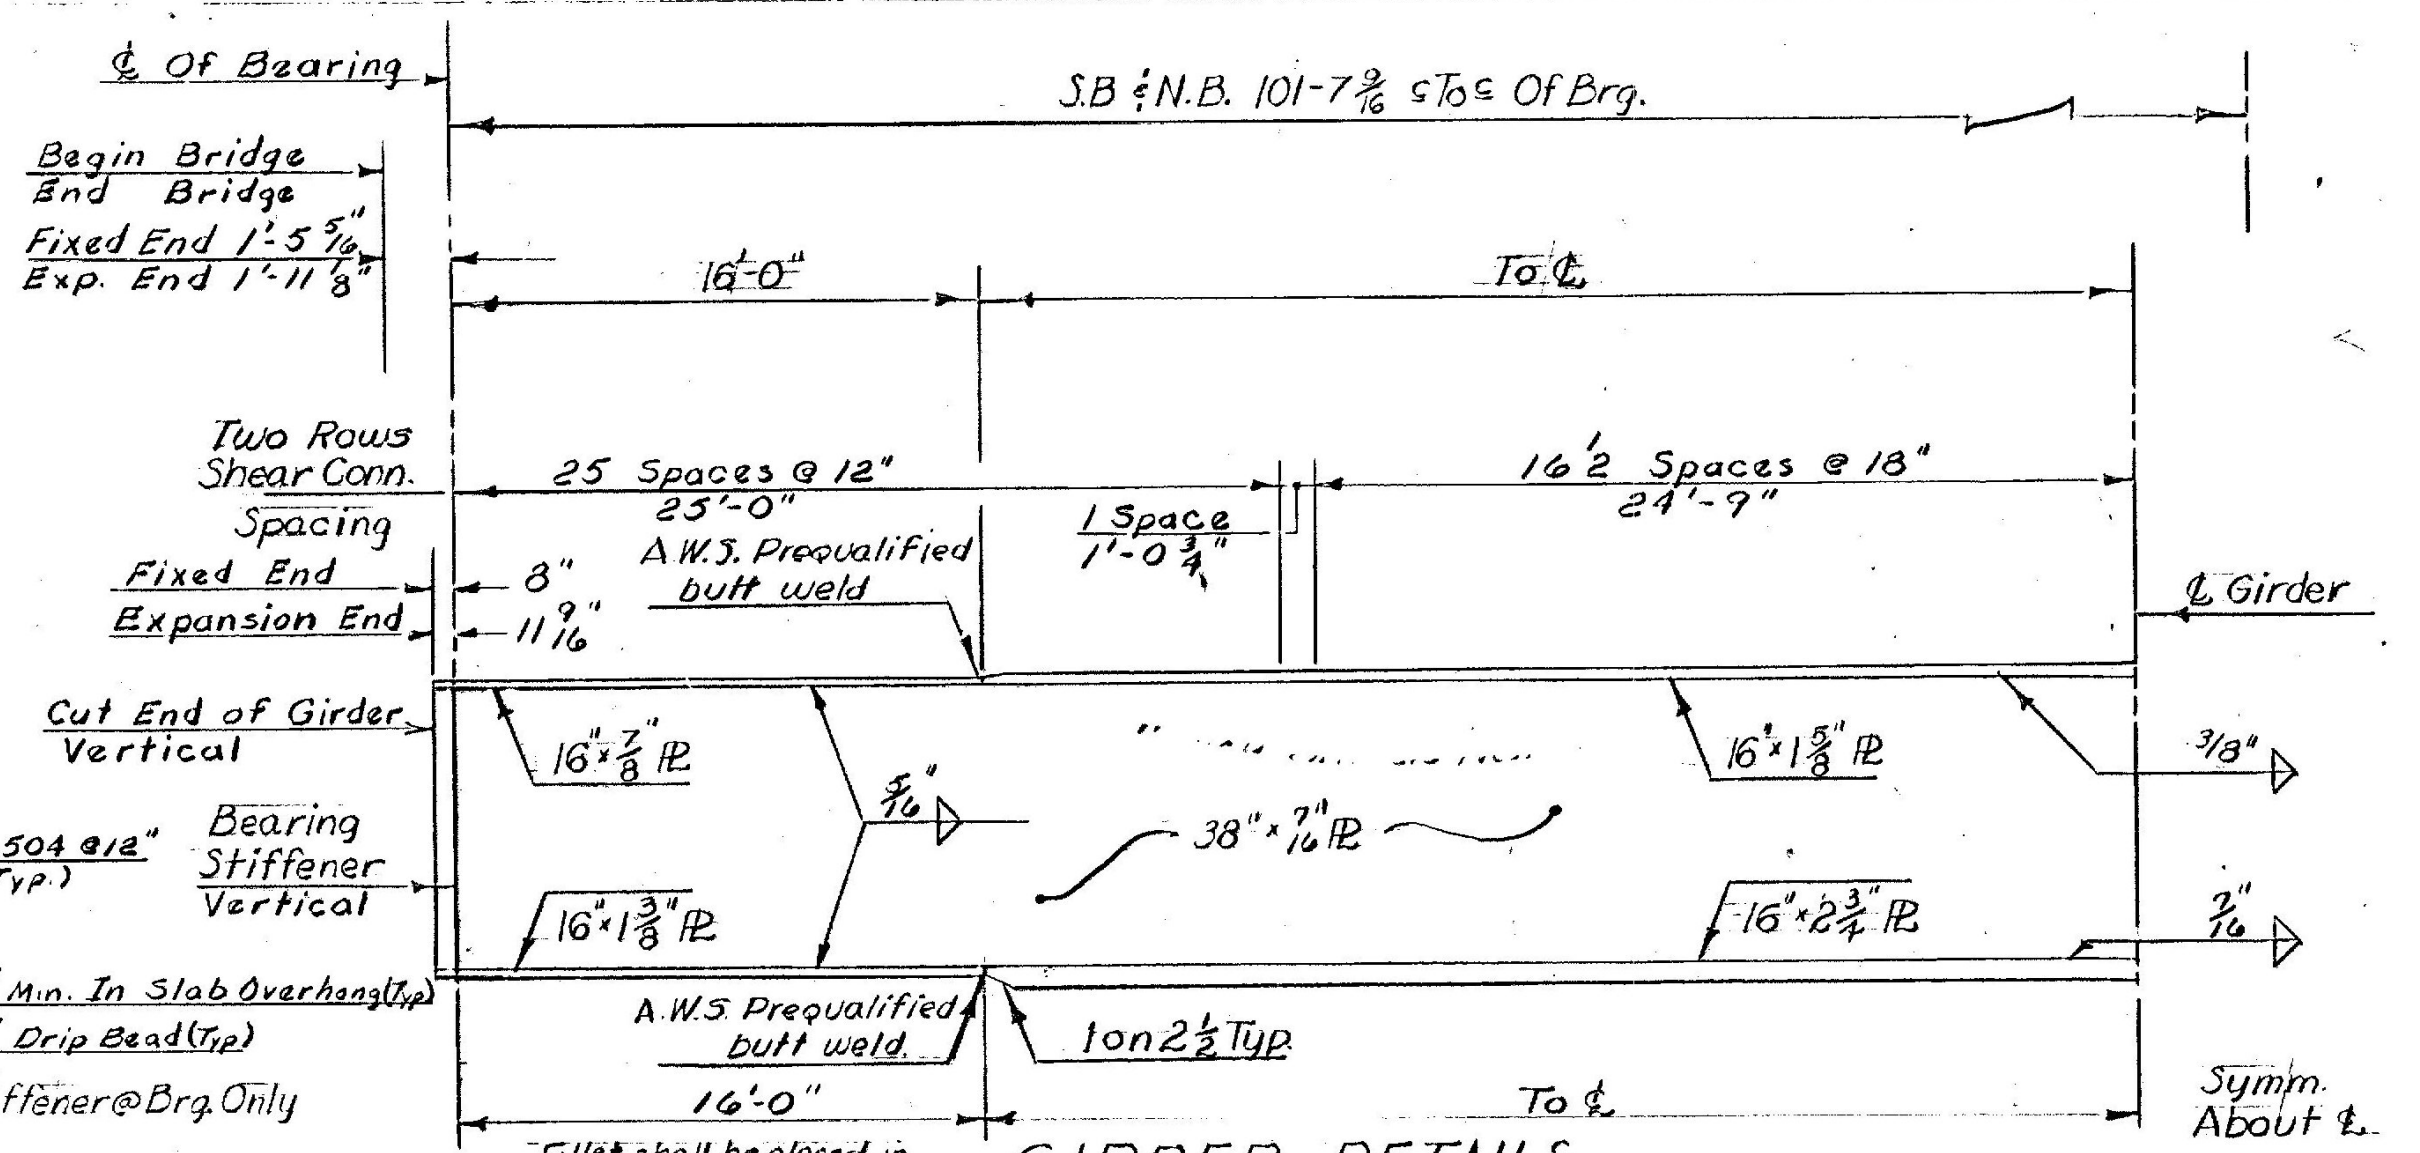 ℄ Of Bearing
S.B & N.B. 101-7 9/16 ℄ To ℄ Of Brg.
Begin Bridge
End Bridge
Fixed End 1'-5 5/16"
Exp. End 1'-11 1/8"
16'-0"
To ℄
Two Rows
Shear Conn.
Spacing
25 Spaces @ 12"
25'-0"
1 Space
1'-0 3/4"
16 1/2 Spaces @ 18"
24'-9"
A.W.S. Prequalified
butt weld
Fixed End 8"
Expansion End 11 9/16"
℄ Girder
Cut End of Girder
Vertical
16" x 7/8" ℙL
5/16"
16" x 1 5/8" ℙL
3/8"
38" x 7/16" ℙL
504 @ 12"
Typ.)
Bearing
Stiffener
Vertical
16" x 1 3/8" ℙL
16" x 2 3/4" ℙL
7/16"
Min. In Slab Overhang (Typ)
Drip Bead (Typ)
A.W.S. Prequalified
butt weld.
1 on 2 1/2 Typ.
ffener @ Brg. Only
16'-0"
To ℄
Symm.
About ℄
GIRDER DETAILS